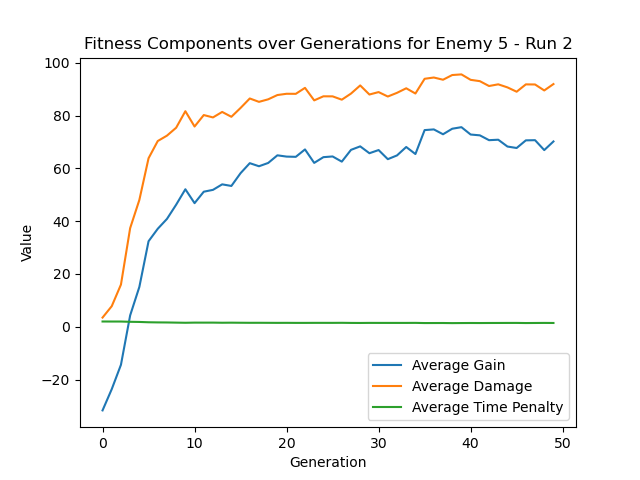 Fitness Components over Generations for Enemy 5 - Run 2
100
80
60
40
20
0
−20
Value
0 10 20 30 40 50
Generation
Average Gain
Average Damage
Average Time Penalty